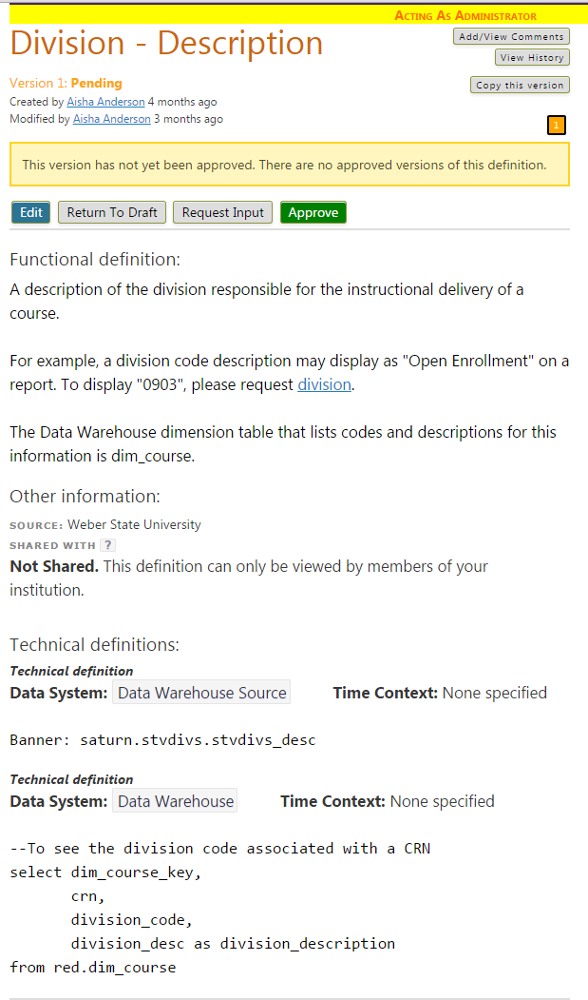 ACTING AS ADMINISTRATOR
Division - Description
Add/View Comments
View History
Version 1: Pending
Copy this version
Created by Aisha Anderson 4 months ago
Modified by Aisha Anderson 3 months ago
1
This version has not yet been approved. There are no approved versions of this definition.
Edit
Return To Draft
Request Input
Approve
Functional definition:
A description of the division responsible for the instructional delivery of a
course.
For example, a division code description may display as "Open Enrollment" on a
report. To display "0903", please request division.
The Data Warehouse dimension table that lists codes and descriptions for this
information is dim_course.
Other information:
SOURCE: Weber State University
SHARED WITH ?
Not Shared. This definition can only be viewed by members of your
institution.
Technical definitions:
Technical definition
Data System: Data Warehouse Source Time Context: None specified
Banner: saturn.stvdivs.stvdivs_desc
Technical definition
Data System: Data Warehouse Time Context: None specified
--To see the division code associated with a CRN
select dim_course_key,
crn,
division_code,
division_desc as division_description
from red.dim_course